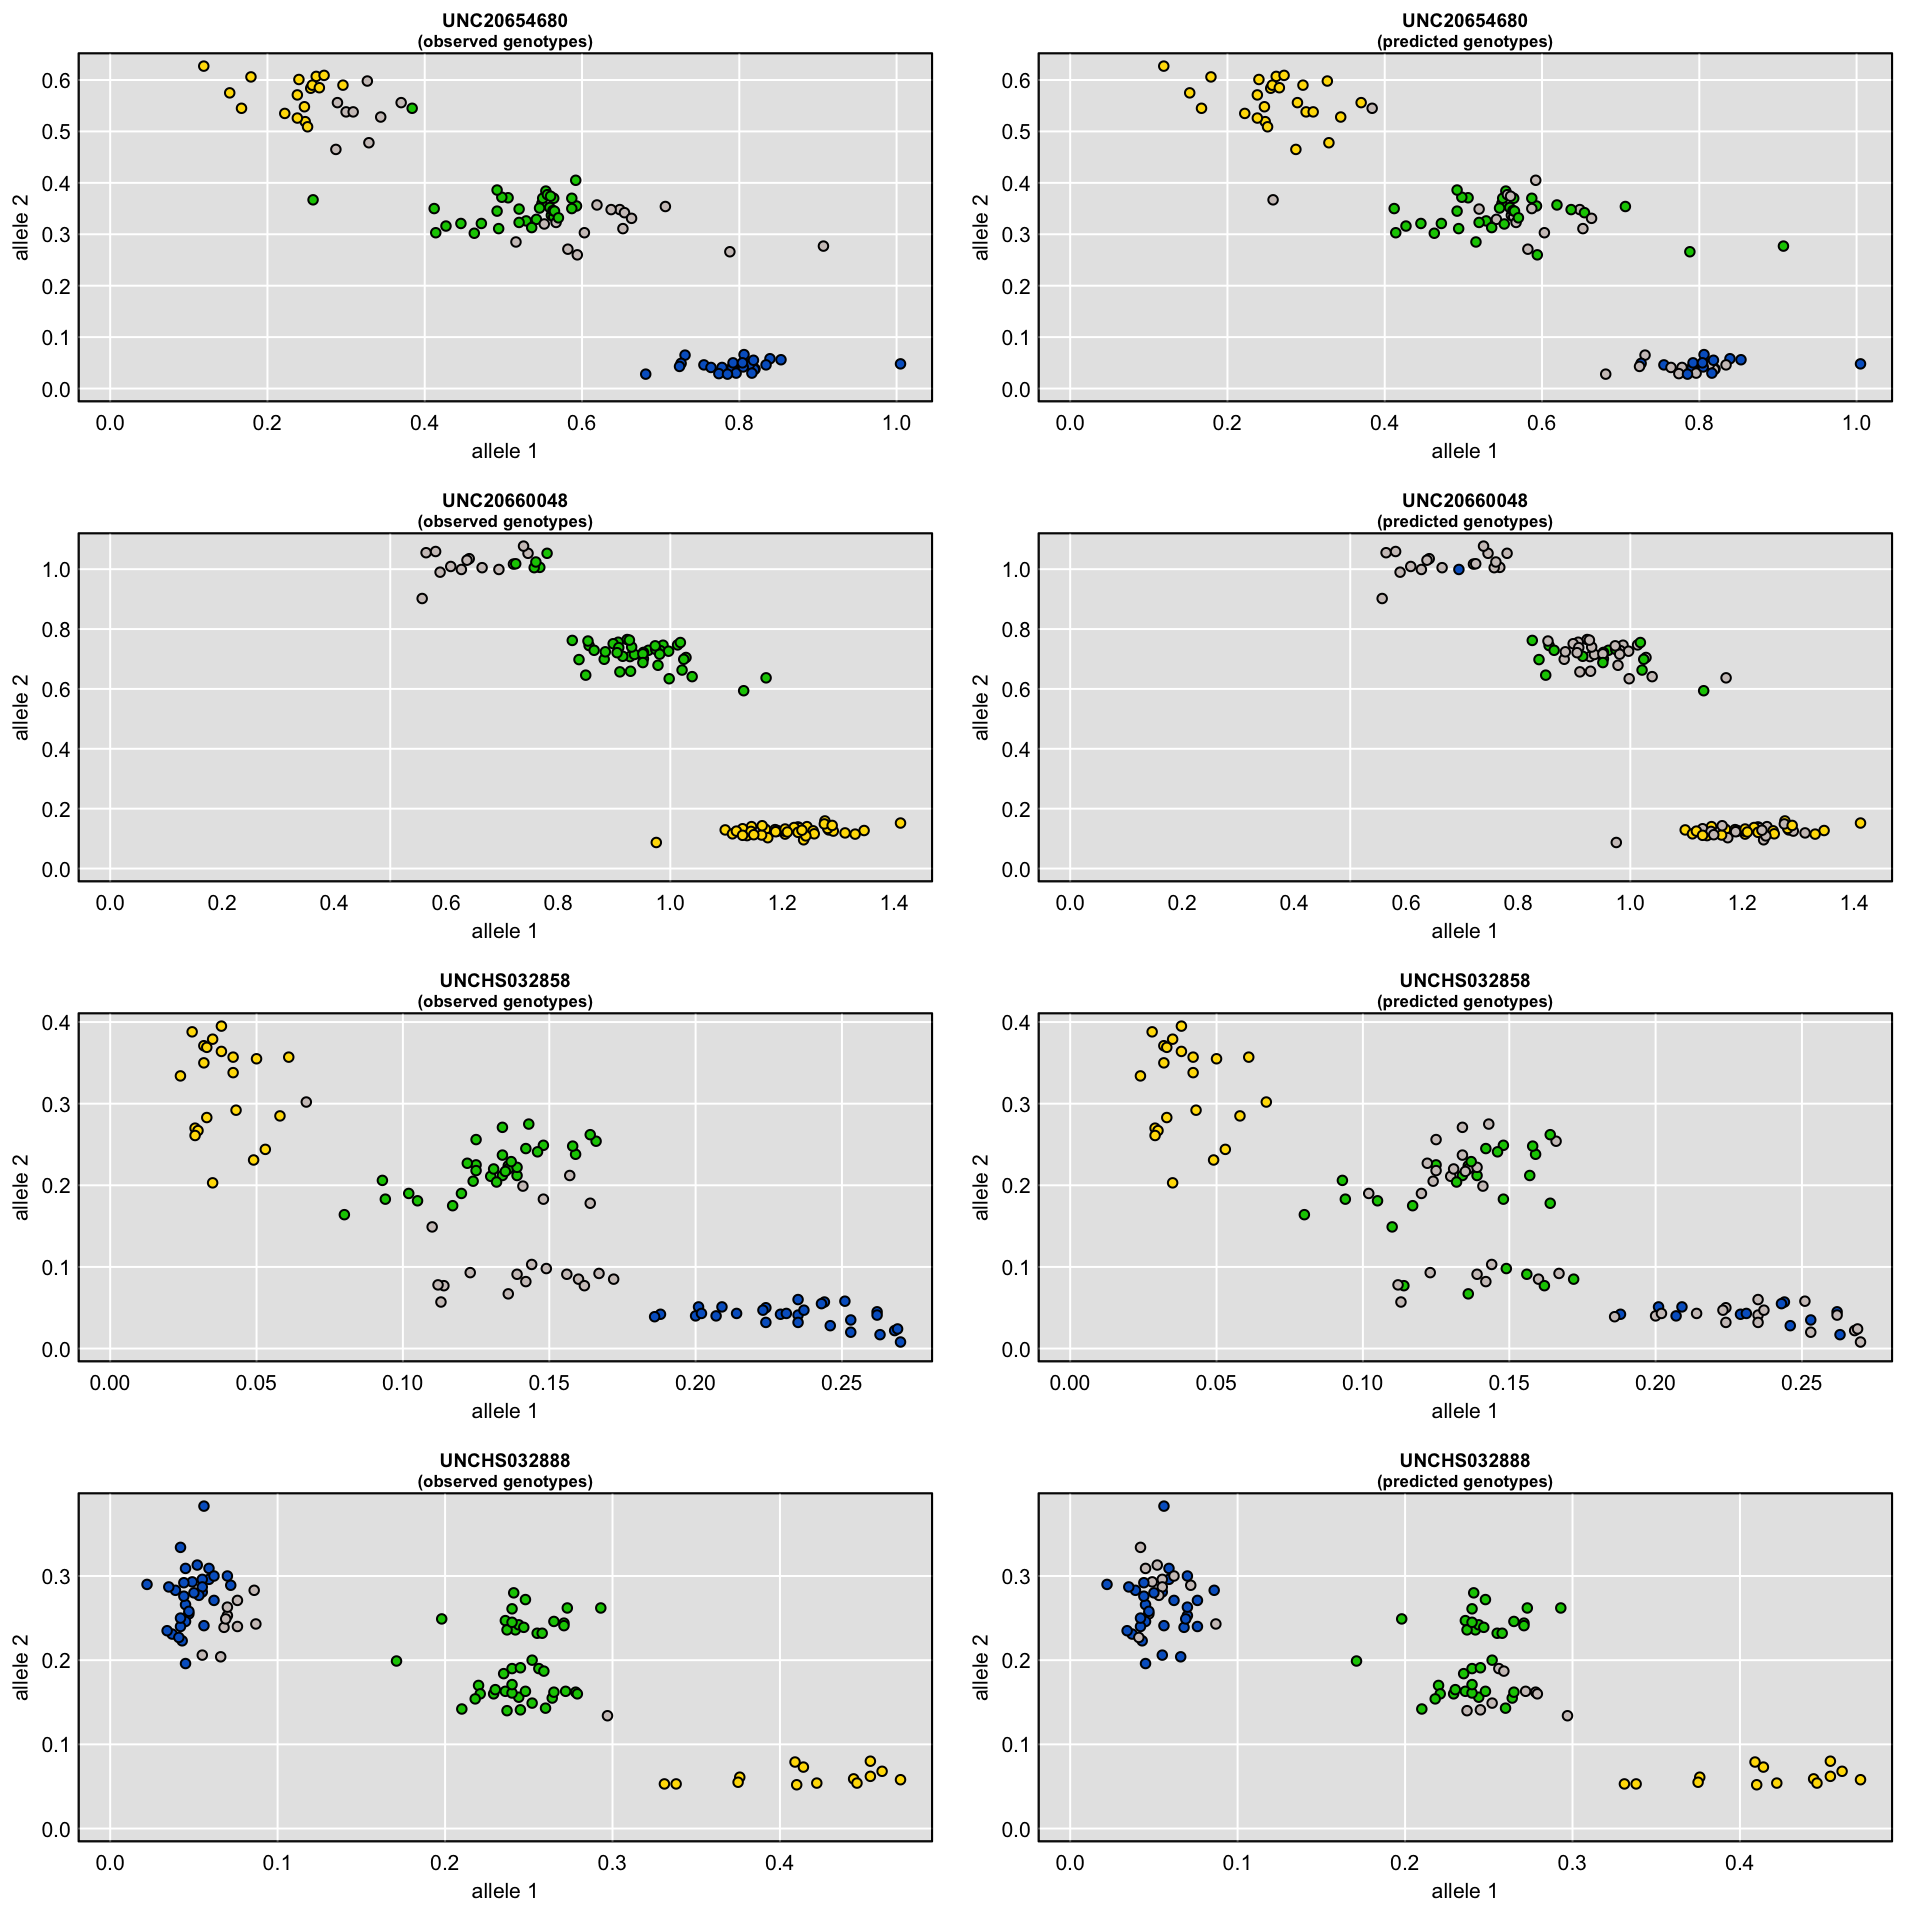 UNC20654680
(observed genotypes)
allele 2
0.6
0.5
0.4
0.3
0.2
0.1
0.0
0.0 0.2 0.4 0.6 0.8 1.0
allele 1
UNC20654680
(predicted genotypes)
allele 2
0.6
0.5
0.4
0.3
0.2
0.1
0.0
0.0 0.2 0.4 0.6 0.8 1.0
allele 1
UNC20660048
(observed genotypes)
allele 2
1.0
0.8
0.6
0.4
0.2
0.0
0.0 0.2 0.4 0.6 0.8 1.0 1.2 1.4
allele 1
UNC20660048
(predicted genotypes)
allele 2
1.0
0.8
0.6
0.4
0.2
0.0
0.0 0.2 0.4 0.6 0.8 1.0 1.2 1.4
allele 1
UNCHS032858
(observed genotypes)
allele 2
0.4
0.3
0.2
0.1
0.0
0.00 0.05 0.10 0.15 0.20 0.25
allele 1
UNCHS032858
(predicted genotypes)
allele 2
0.4
0.3
0.2
0.1
0.0
0.00 0.05 0.10 0.15 0.20 0.25
allele 1
UNCHS032888
(observed genotypes)
allele 2
0.3
0.2
0.1
0.0
0.0 0.1 0.2 0.3 0.4
allele 1
UNCHS032888
(predicted genotypes)
allele 2
0.3
0.2
0.1
0.0
0.0 0.1 0.2 0.3 0.4
allele 1